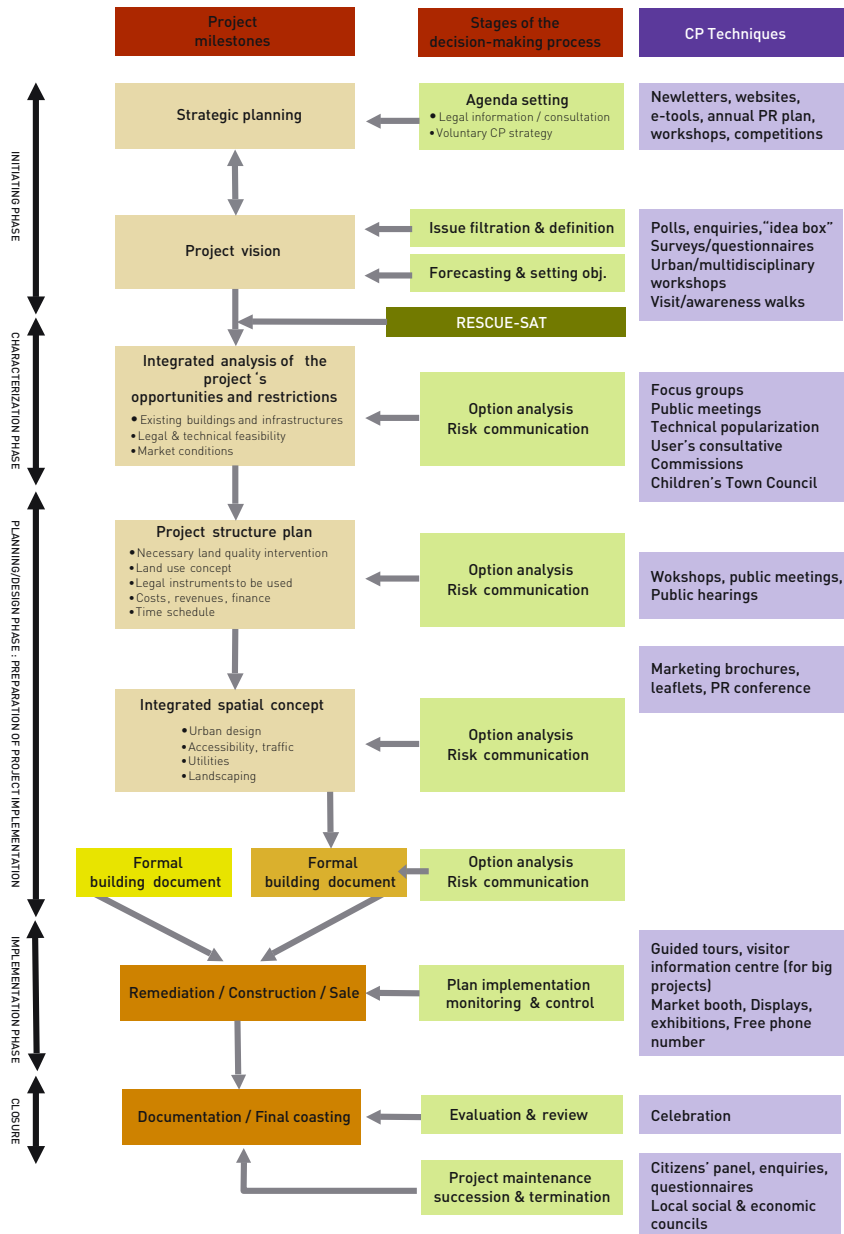 Project
milestones
Stages of the
decision-making process
CP Techniques
INITIATING PHASE
Strategic planning
Agenda setting
• Legal information / consultation
• Voluntary CP strategy
Newletters, websites,
e-tools, annual PR plan,
workshops, competitions
Project vision
Issue filtration & definition
Forecasting & setting obj.
Polls, enquiries,“idea box”
Surveys/questionnaires
Urban/multidisciplinary
workshops
Visit/awareness walks
RESCUE-SAT
CHARACTERIZATION PHASE
Integrated analysis of the
project ‘s
opportunities and restrictions
• Existing buildings and infrastructures
• Legal & technical feasibility
• Market conditions
Option analysis
Risk communication
Focus groups
Public meetings
Technical popularization
User’s consultative
Commissions
Children’s Town Council
PLANNING/DESIGN PHASE : PREPARATION OF PROJECT IMPLEMENTATION
Project structure plan
• Necessary land quality intervention
• Land use concept
• Legal instruments to be used
• Costs, revenues, finance
• Time schedule
Option analysis
Risk communication
Wokshops, public meetings,
Public hearings
Marketing brochures,
leaflets, PR conference
Integrated spatial concept
• Urban design
• Accessibility, traffic
• Utilities
• Landscaping
Option analysis
Risk communication
Formal
building document
Formal
building document
Option analysis
Risk communication
IMPLEMENTATION PHASE
Remediation / Construction / Sale
Plan implementation
monitoring & control
Guided tours, visitor
information centre (for big
projects)
Market booth, Displays,
exhibitions, Free phone
number
CLOSURE
Documentation / Final coasting
Evaluation & review
Celebration
Project maintenance
succession & termination
Citizens’ panel, enquiries,
questionnaires
Local social & economic
councils